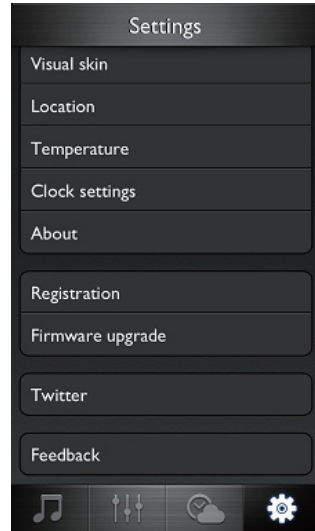 Settings
Visual skin
Location
Temperature
Clock settings
About
Registration
Firmware upgrade
Twitter
Feedback